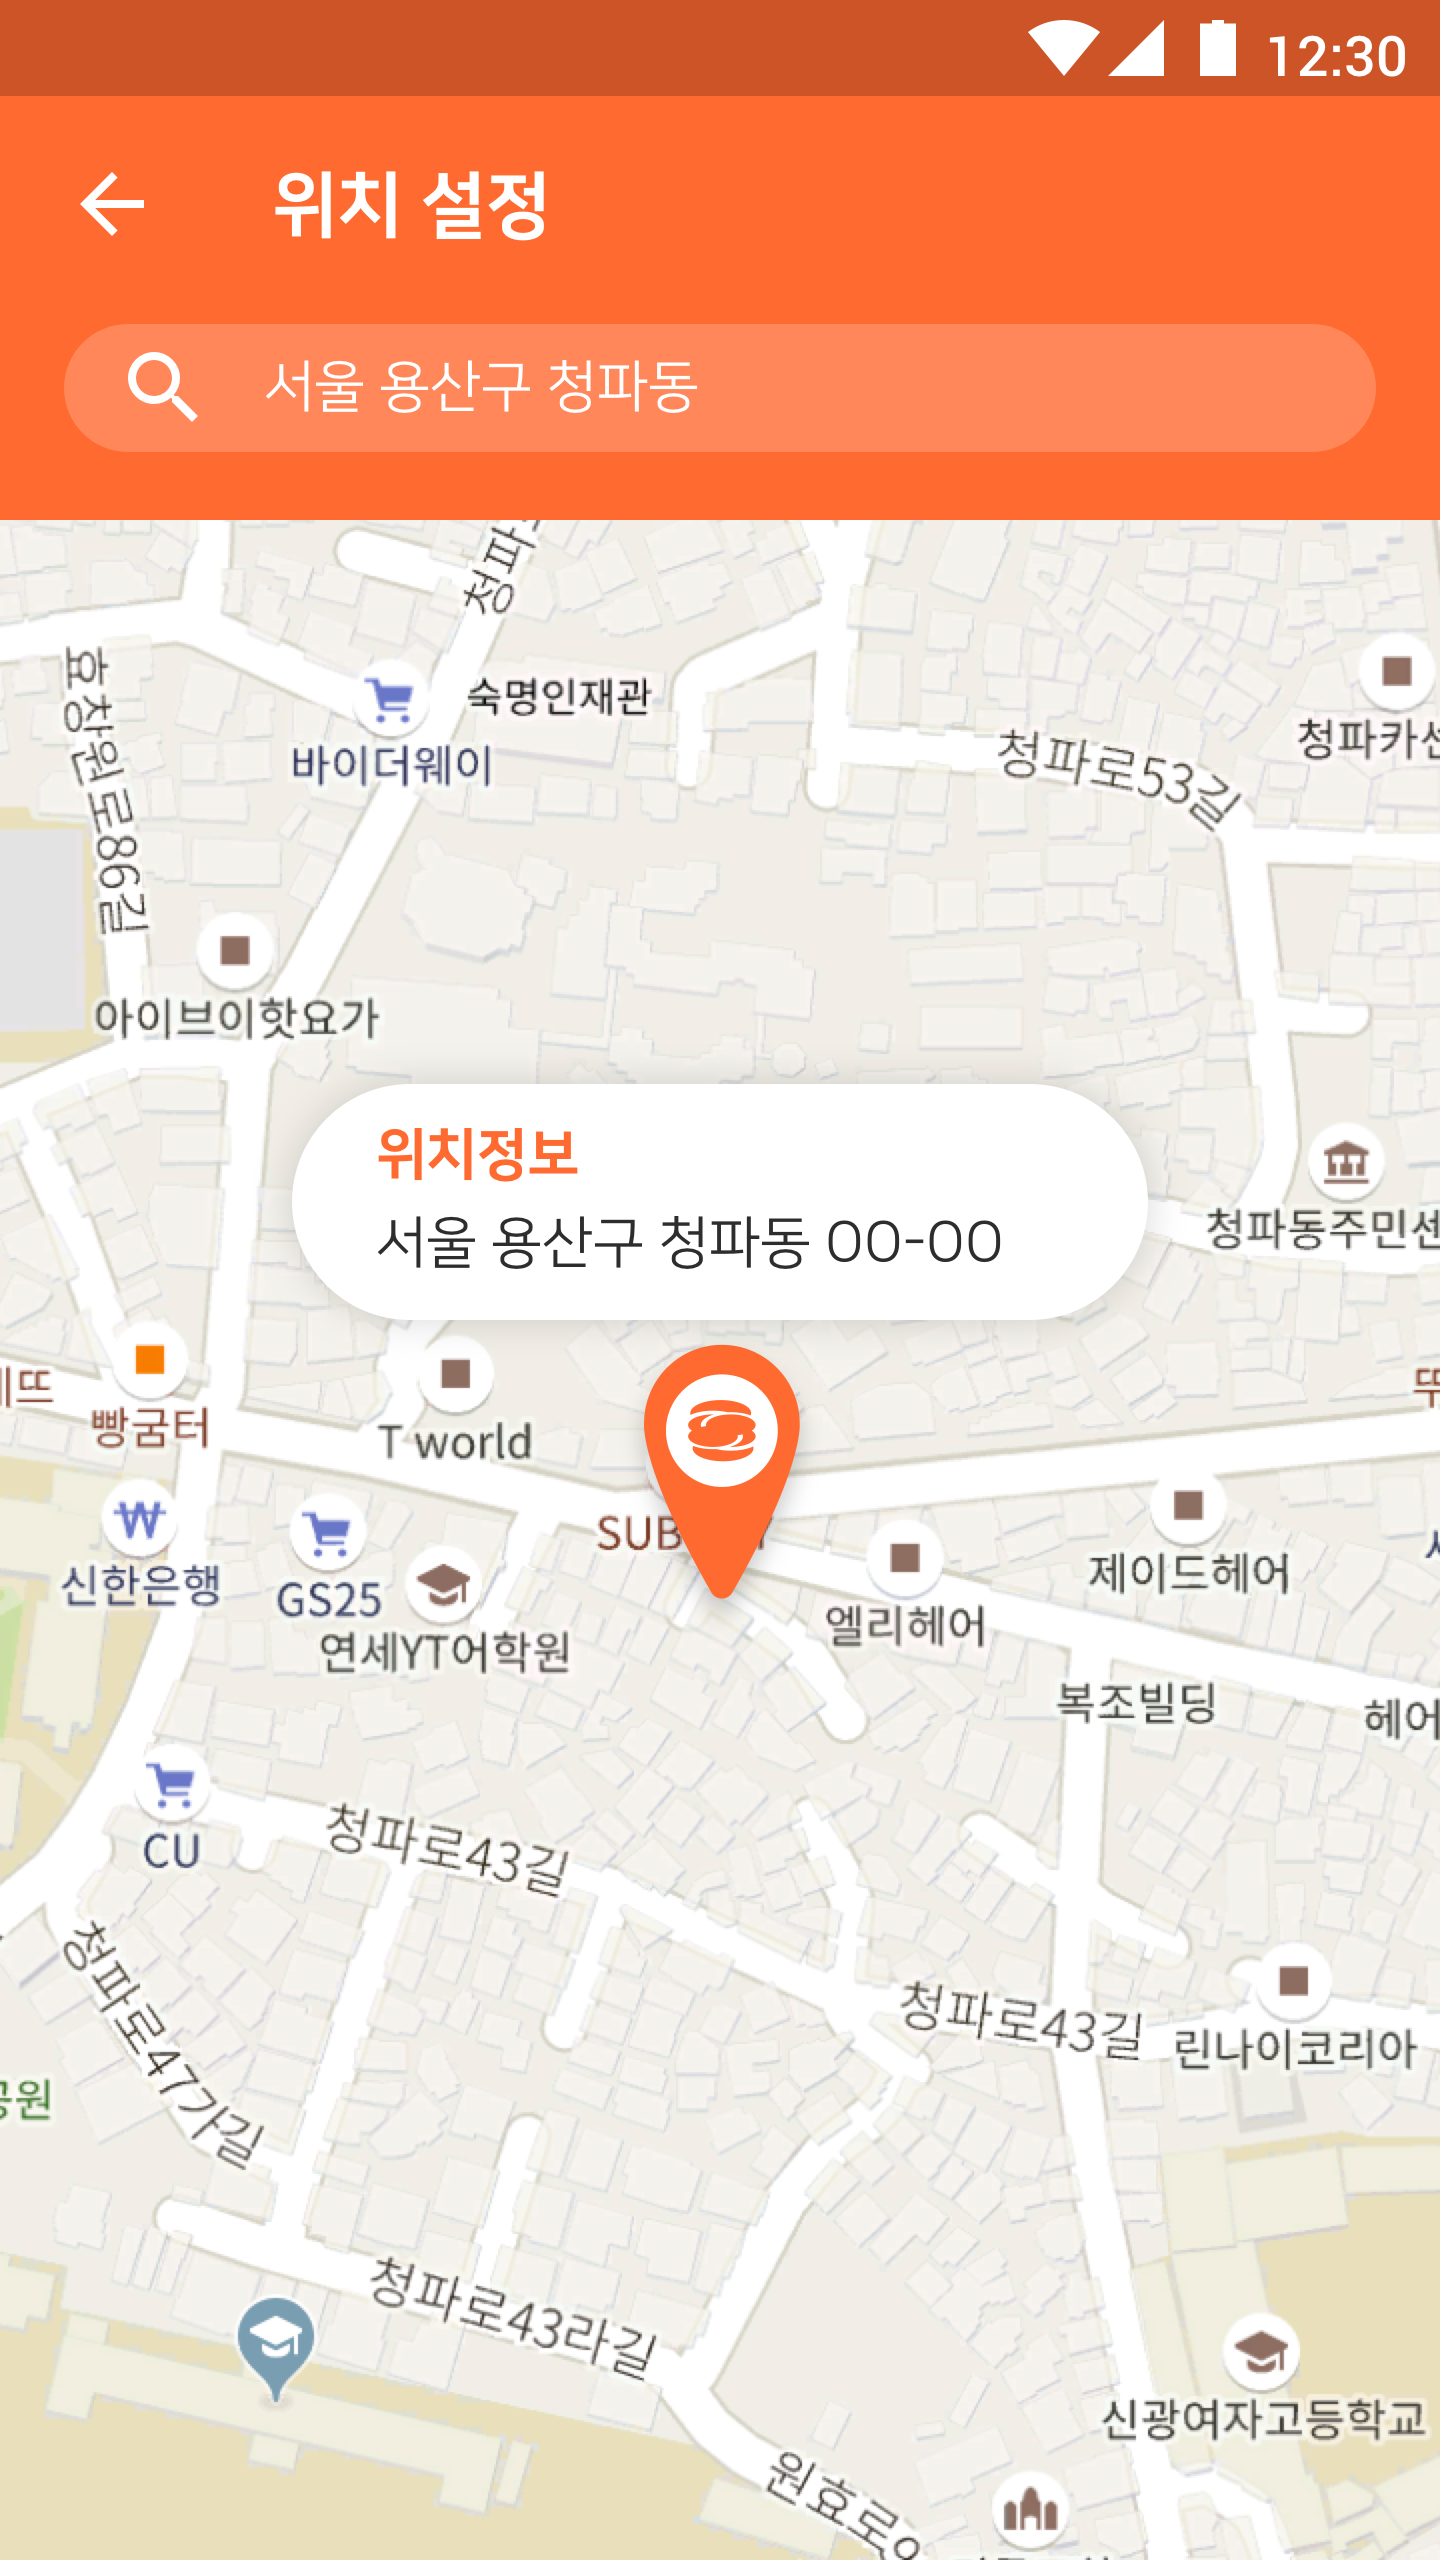 12:30
위치 설정
서울 용산구 청파동
청파
효창원로86길
숙명인재관
바이더웨이
청파로53길
청파카센
아이브이핫요가
위치정보
서울 용산구 청파동 00-00
청파동주민센
빵굼터
T world
SUB
신한은행
GS25
연세YT어학원
엘리헤어
제이드헤어
복조빌딩
헤어
CU
청파로43길
청파로47가길
청파로43길
린나이코리아
공원
청파로43라길
신광여자고등학교
원효로